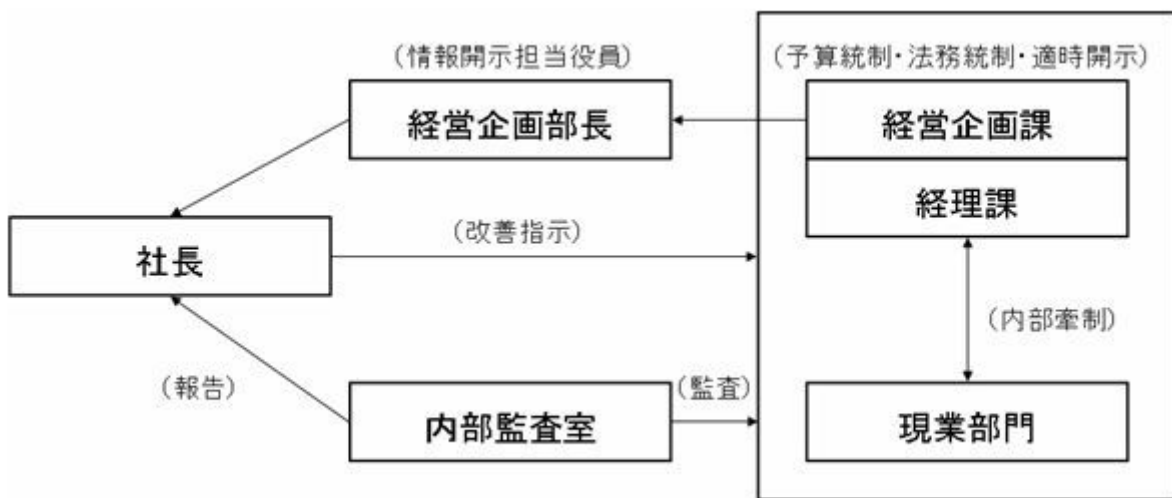 （情報開示担当役員）
（予算統制・法務統制・適時開示）
経営企画部長
経営企画課
経理課
社長
（改善指示）
（内部牽制）
（報告）
（監査）
内部監査室
現業部門